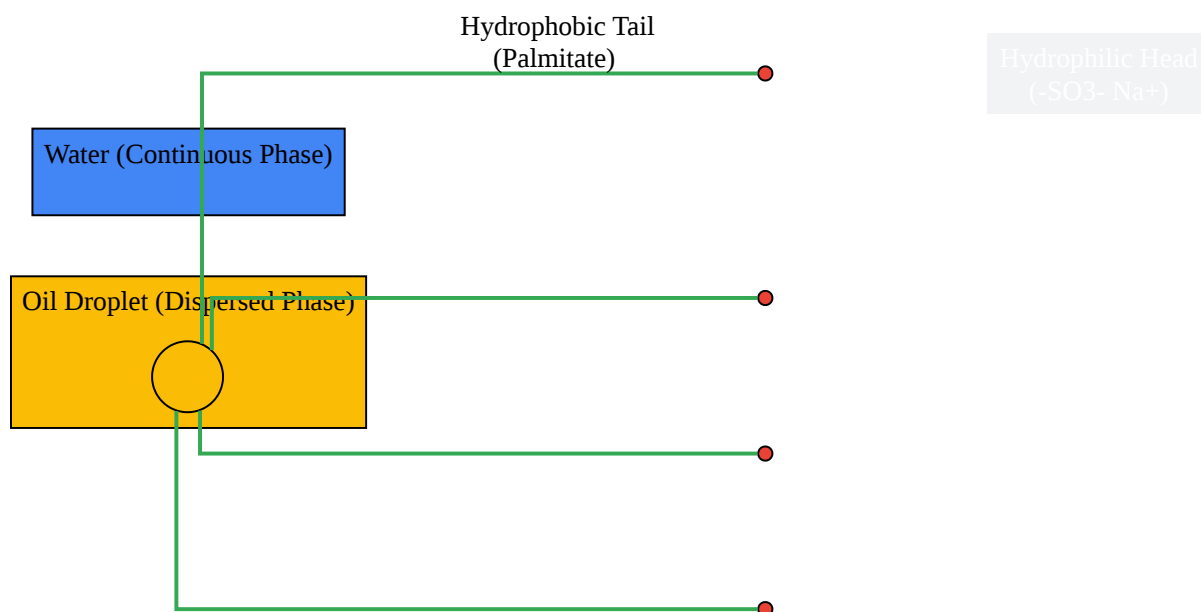 Hydrophobic Tail
(Palmitate)
Hydrophilic Head
(-SO3- Na+)
Water (Continuous Phase)
Oil Droplet (Dispersed Phase)